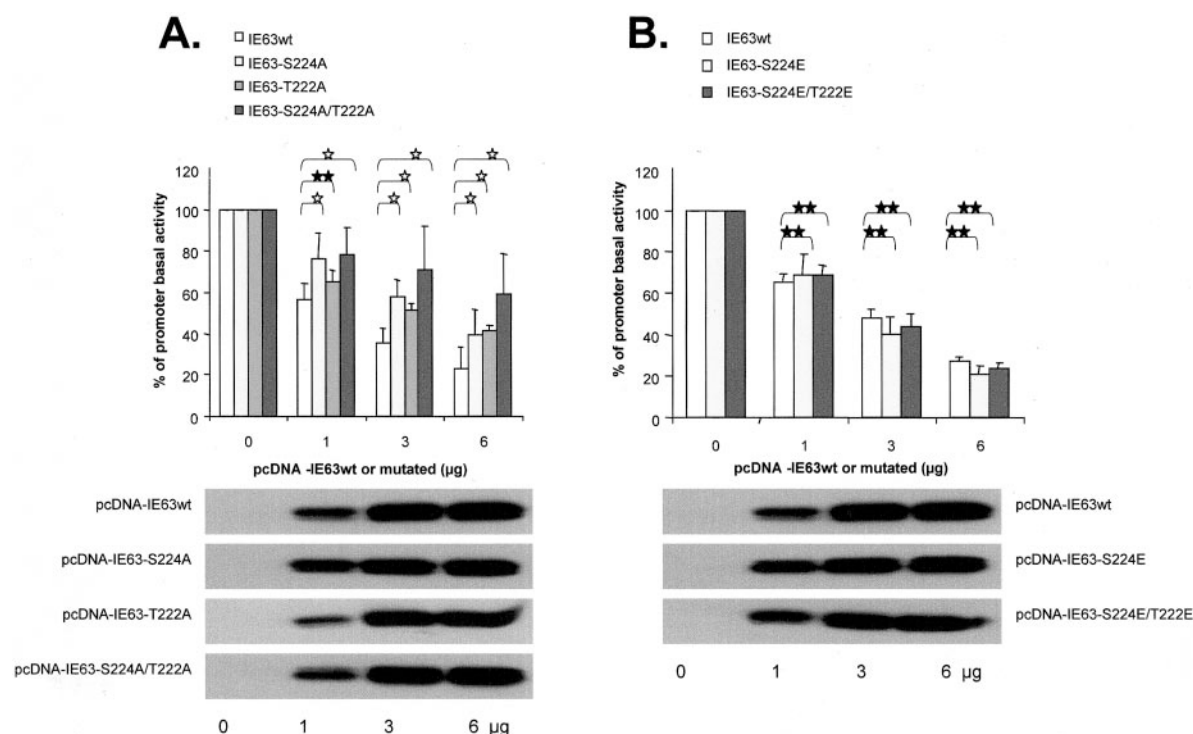 A.
IE63wt
IE63-S224A
IE63-T222A
IE63-S224A/T222A
% of promoter basal activity
120
100
80
60
40
20
0
0 1 3 6
pcDNA -IE63wt or mutated (µg)
pcDNA-IE63wt
pcDNA-IE63-S224A
pcDNA-IE63-T222A
pcDNA-IE63-S224A/T222A
0 1 3 6 µg
B.
IE63wt
IE63-S224E
IE63-S224E/T222E
% of promoter basal activity
120
100
80
60
40
20
0
0 1 3 6
pcDNA -IE63wt or mutated (µg)
pcDNA-IE63wt
pcDNA-IE63-S224E
pcDNA-IE63-S224E/T222E
0 1 3 6 µg